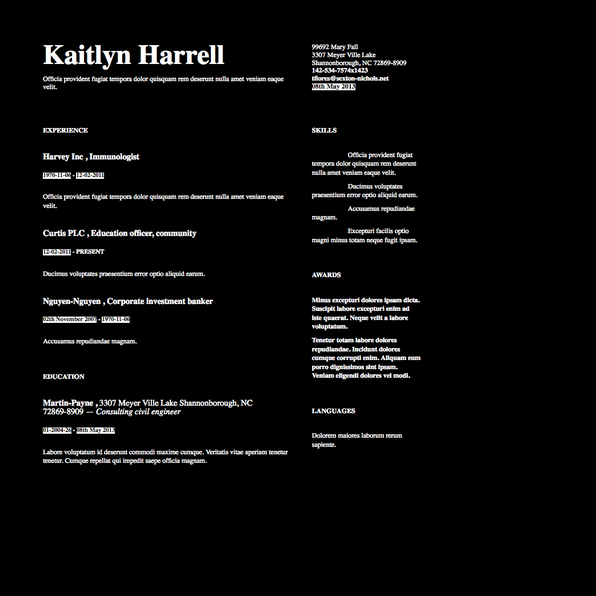 Kaitlyn Harrell
Officia provident fugiat tempora dolor quisquam rem deserunt nulla amet veniam eaque
velit.
99692 Mary Fall
3307 Meyer Ville Lake
Shannonborough, NC 72869-8909
142-534-7574x1423
tflores@sexton-nichols.net
08th May 2013
EXPERIENCE
Harvey Inc , Immunologist
1970-11-06 - 12-02-2011
Officia provident fugiat tempora dolor quisquam rem deserunt nulla amet veniam eaque
velit.
Curtis PLC , Education officer, community
12-02-2011 - PRESENT
Ducimus voluptates praesentium error optio aliquid earum.
Nguyen-Nguyen , Corporate investment banker
02th November 2005 - 1970-11-06
Accusamus repudiandae magnam.
EDUCATION
Martin-Payne , 3307 Meyer Ville Lake Shannonborough, NC
72869-8909 — Consulting civil engineer
01-2004-26 - 08th May 2013
Labore voluptatum id deserunt commodi maxime cumque. Veritatis vitae aperiam tenetur
tenetur. Cumque repellat qui impedit saepe officia magnam.
SKILLS
Officia provident fugiat
tempora dolor quisquam rem deserunt
nulla amet veniam eaque velit.
Ducimus voluptates
praesentium error optio aliquid earum.
Accusamus repudiandae
magnam.
Excepturi facilis optio
magni minus totam neque fugit ipsam.
AWARDS
Minus excepturi dolores ipsam dicta.
Suscipit labore excepturi enim ad
iste quaerat. Neque velit a labore
voluptatum.
Tenetur totam labore dolores
repudiandae. Incidunt dolores
cumque corrupti enim. Aliquam eum
porro dignissimos sint ipsam.
Veniam eligendi dolores vel modi.
LANGUAGES
Dolorem maiores laborum rerum
sapiente.